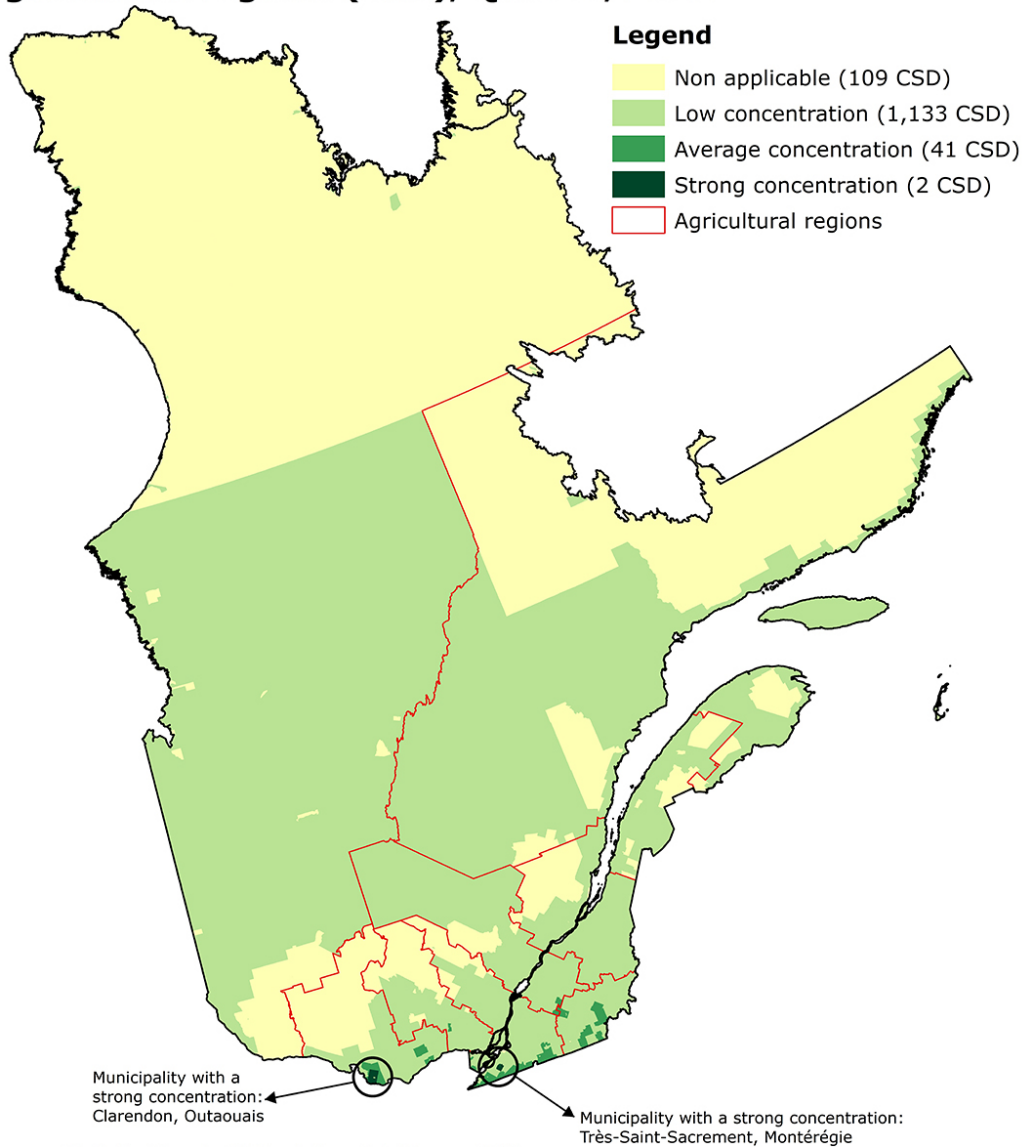 Legend
Non applicable (109 CSD)
Low concentration (1,133 CSD)
Average concentration (41 CSD)
Strong concentration (2 CSD)
Agricultural regions
Municipality with a
strong concentration:
Clarendon, Outaouais
Municipality with a strong concentration:
Très-Saint-Sacrement, Montérégie